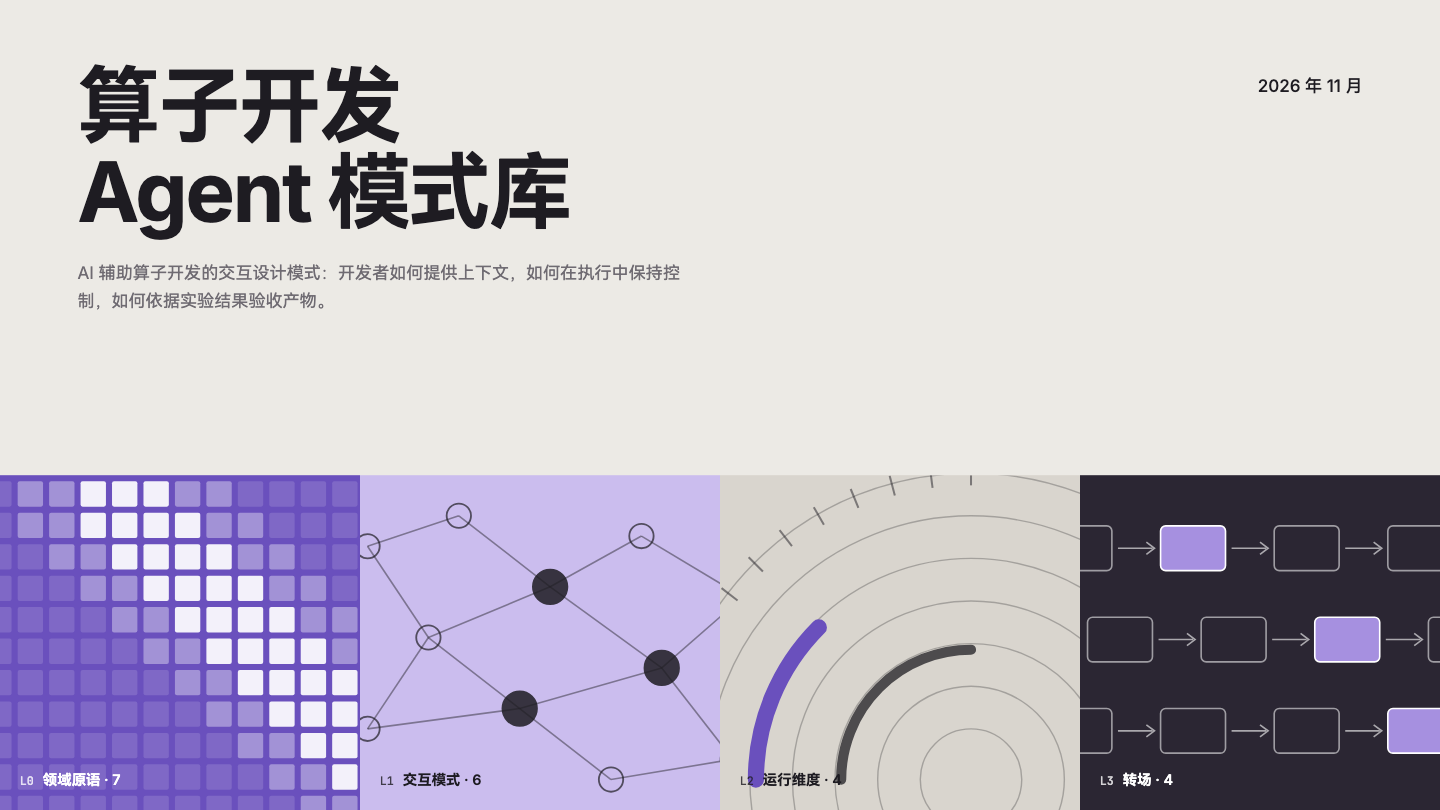 算子开发
Agent 模式库
2026 年 11 月
AI 辅助算子开发的交互设计模式：开发者如何提供上下文，如何在执行中保持控
制，如何依据实验结果验收产物。
L0 领域原语 · 7
L1 交互模式 · 6
L2 运行维度 · 4
L3 转场 · 4